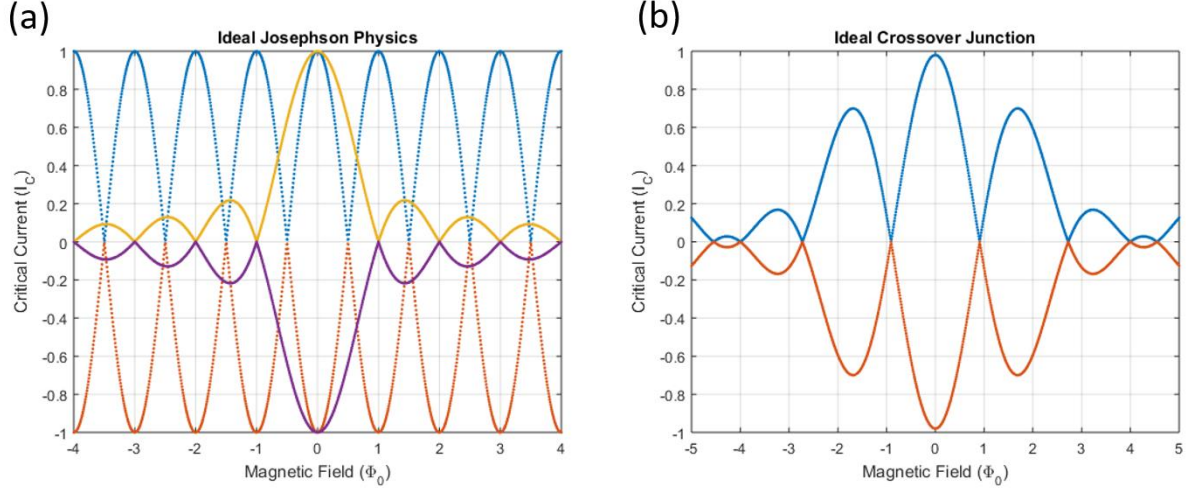 (a)
Ideal Josephson Physics
1
0.8
0.6
0.4
0.2
0
-0.2
-0.4
-0.6
-0.8
-1
Critical Current (I_C)
-4 -3 -2 -1 0 1 2 3 4
Magnetic Field (Φ_0)
(b)
Ideal Crossover Junction
1
0.8
0.6
0.4
0.2
0
-0.2
-0.4
-0.6
-0.8
-1
Critical Current (I_C)
-5 -4 -3 -2 -1 0 1 2 3 4 5
Magnetic Field (Φ_0)